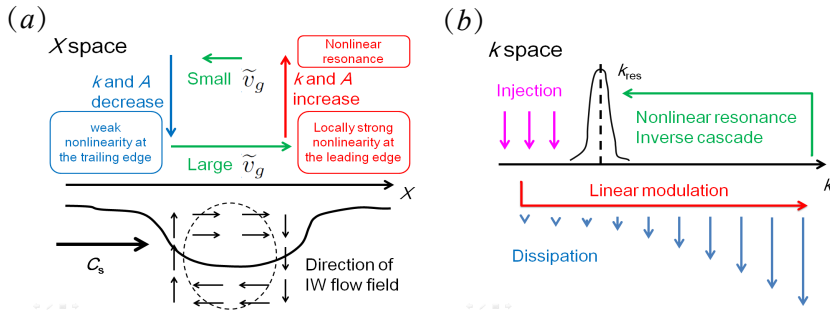 (a)
X space
Nonlinear
resonance
Small ṽg
k and A
decrease
k and A
increase
weak
nonlinearity at
the trailing edge
Locally strong
nonlinearity at
the leading edge
Large ṽg
X
Cs
Direction of
IW flow field
(b)
k space
kres
Injection
Nonlinear resonance
Inverse cascade
k
Linear modulation
Dissipation